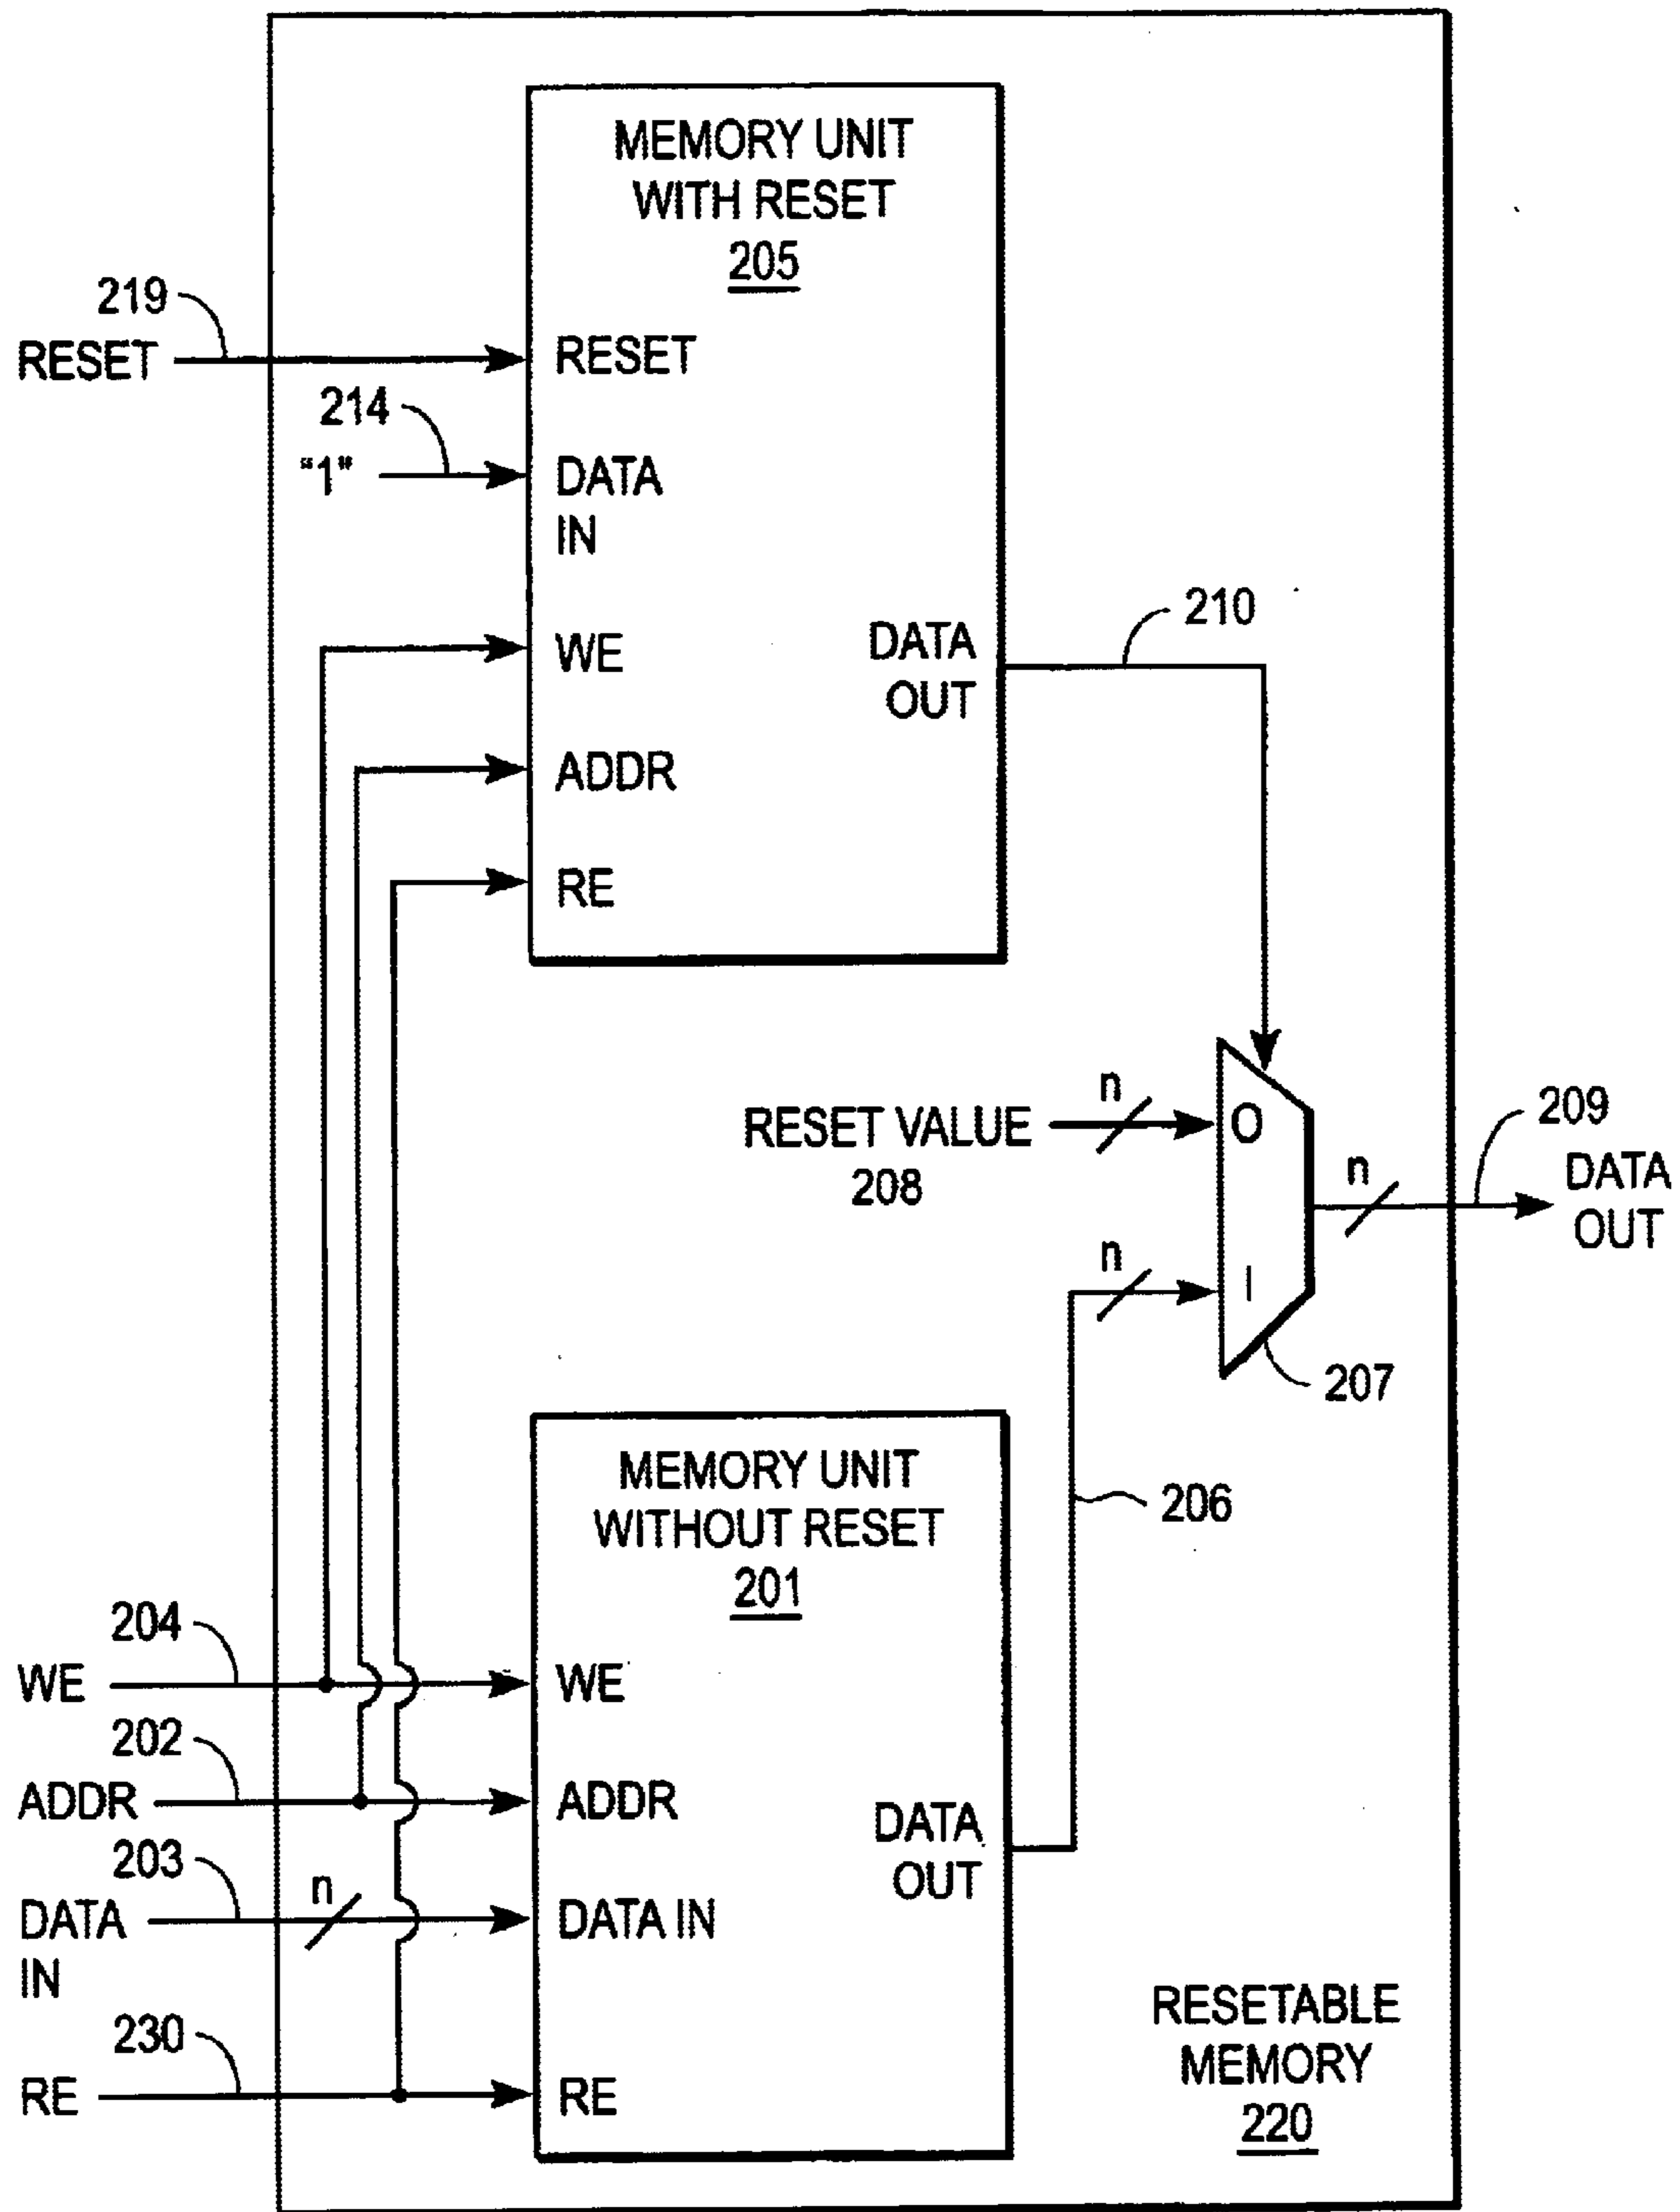 MEMORY UNIT
WITH RESET
205
219
RESET
RESET
214
"1"
DATA
IN
WE
DATA
OUT
210
ADDR
RE
n
RESET VALUE
208
O
209
n
DATA
OUT
n
I
207
MEMORY UNIT
WITHOUT RESET
201
206
204
WE
WE
202
ADDR
ADDR
DATA
OUT
203
DATA
IN
n
DATA IN
230
RE
RE
RESETABLE
MEMORY
220